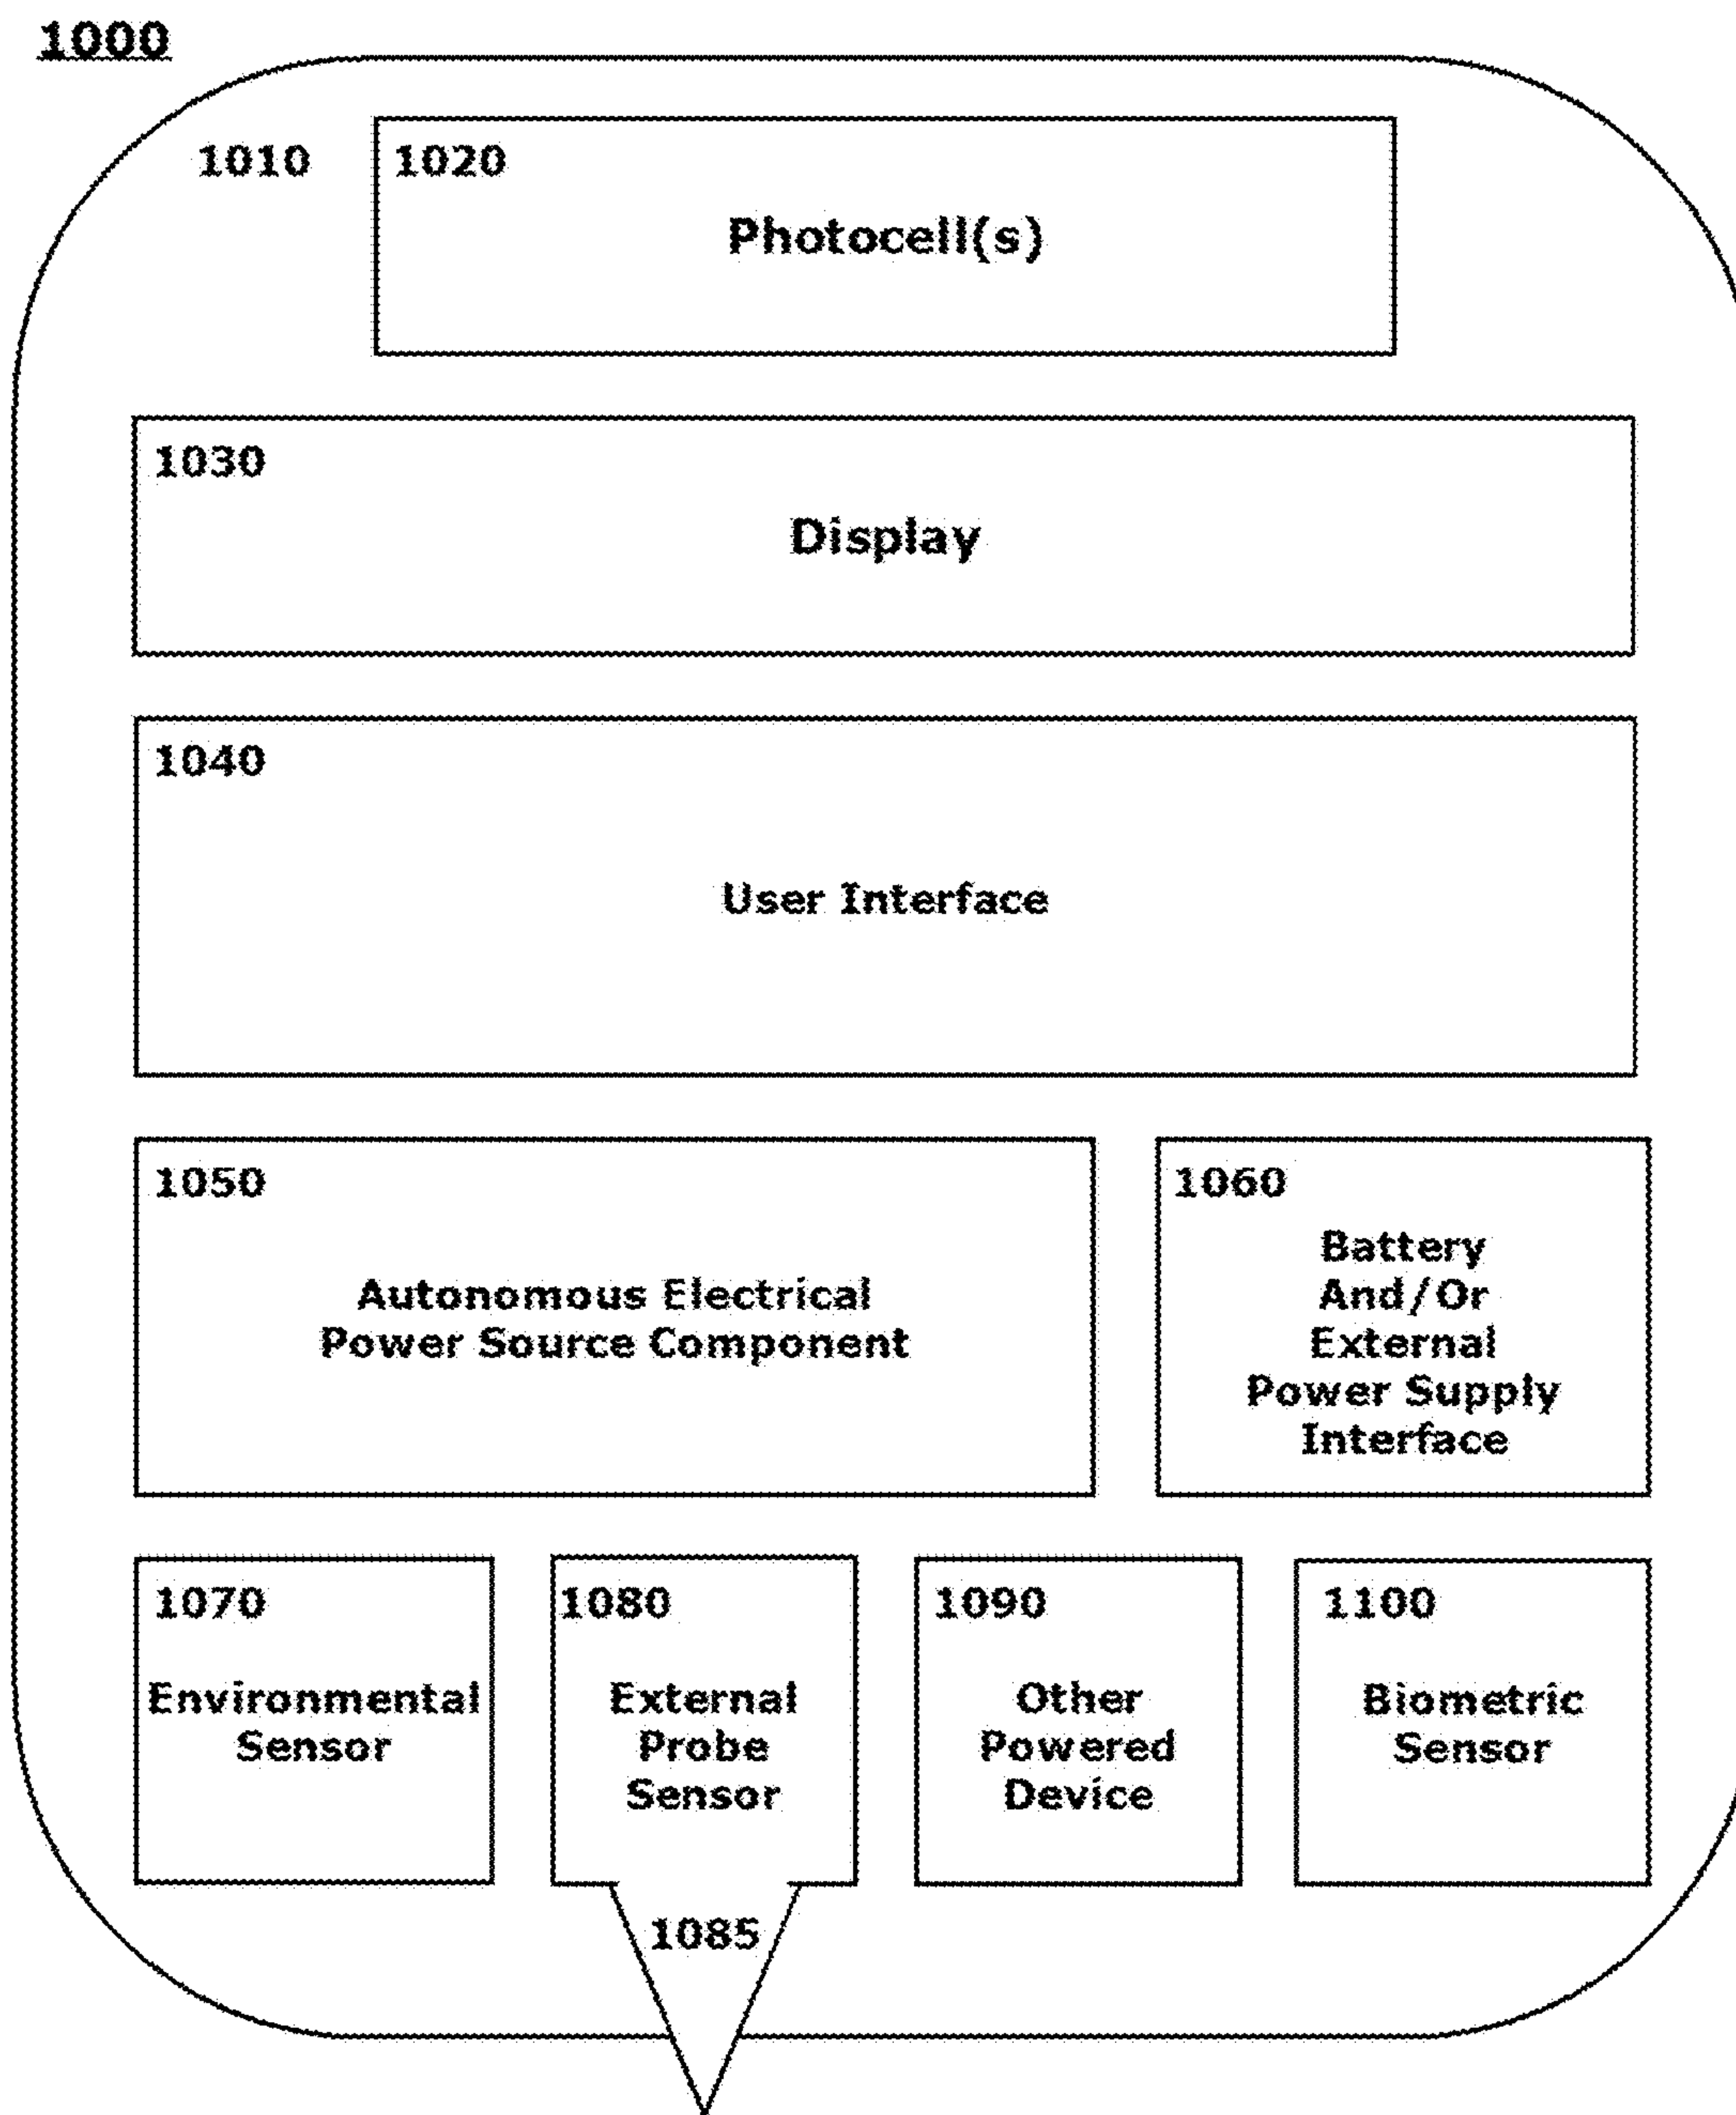 1000
1010
1020
Photocell(s)
1030
Display
1040
User Interface
1050
Autonomous Electrical
Power Source Component
1060
Battery
And/Or
External
Power Supply
Interface
1070
Environmental
Sensor
1080
External
Probe
Sensor
1085
1090
Other
Powered
Device
1100
Biometric
Sensor